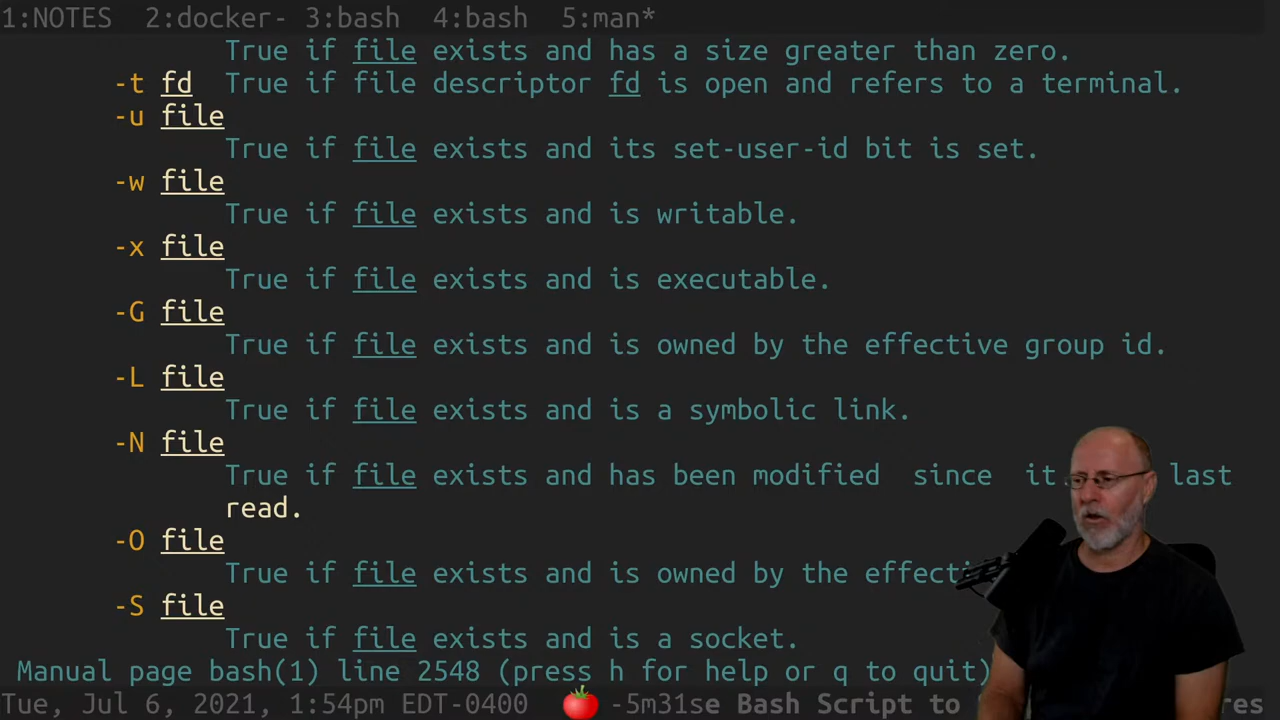 1:NOTES 2:docker- 3:bash 4:bash 5:man*
True if file exists and has a size greater than zero.
-t fd True if file descriptor fd is open and refers to a terminal.
-u file
True if file exists and its set-user-id bit is set.
-w file
True if file exists and is writable.
-x file
True if file exists and is executable.
-G file
True if file exists and is owned by the effective group id.
-L file
True if file exists and is a symbolic link.
-N file
True if file exists and has been modified since it last
read.
-O file
True if file exists and is owned by the
-S file
True if file exists and is a socket.
Manual page bash(1) line 2548 (press h for help or q to quit)
Tue, Jul 6, 2021, 1:54pm EDT-0400 -5m31se Bash Script to